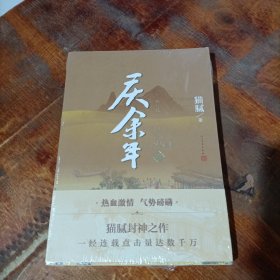 庆余年
猫腻 著
热血激情 气势磅礴
猫腻封神之作
一经连载点击量达数千万